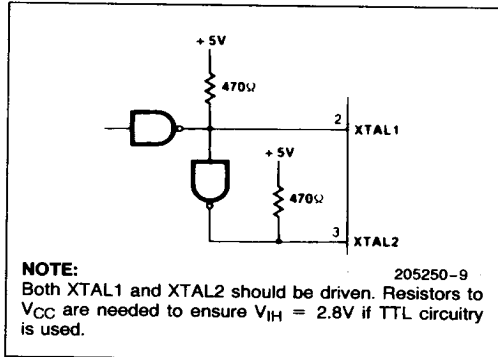 + 5V
470Ω
2
XTAL1
+ 5V
470Ω
3
XTAL2
NOTE:
205250-9
Both XTAL1 and XTAL2 should be driven. Resistors to
VCC are needed to ensure VIH = 2.8V if TTL circuitry
is used.